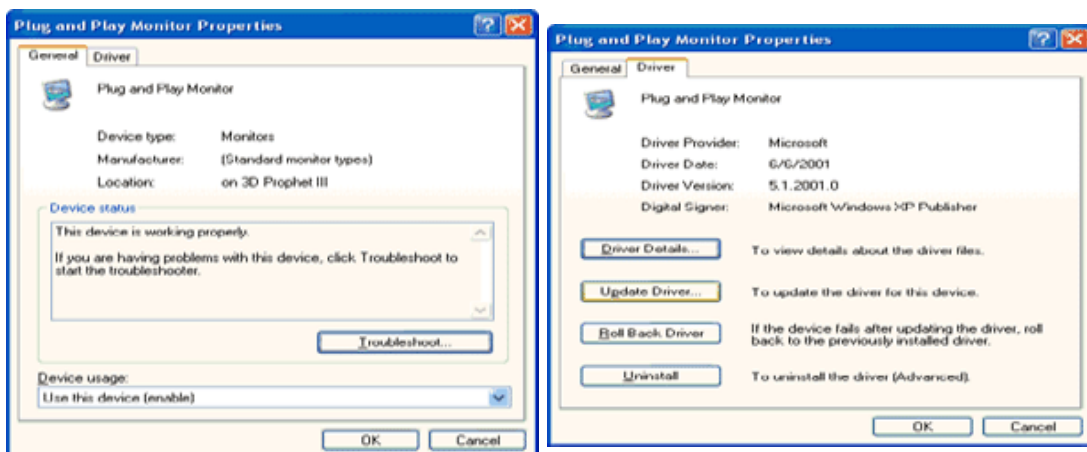 Plug and Play Monitor Properties
General Driver
Plug and Play Monitor
Device type: Monitors
Manufacturer: (Standard monitor types)
Location: on 3D Prophet III
Device status
This device is working properly.
If you are having problems with this device, click Troubleshoot to
start the troubleshooter.
Troubleshoot...
Device usage:
Use this device (enable)
OK Cancel
Plug and Play Monitor Properties
General Driver
Plug and Play Monitor
Driver Provider: Microsoft
Driver Date: 6/6/2001
Driver Version: 5.1.2001.0
Digital Signer: Microsoft Windows XP Publisher
Driver Details... To view details about the driver files.
Update Driver... To update the driver for this device.
Roll Back Driver If the device fails after updating the driver, roll
back to the previously installed driver.
Uninstall To uninstall the driver (Advanced).
OK Cancel